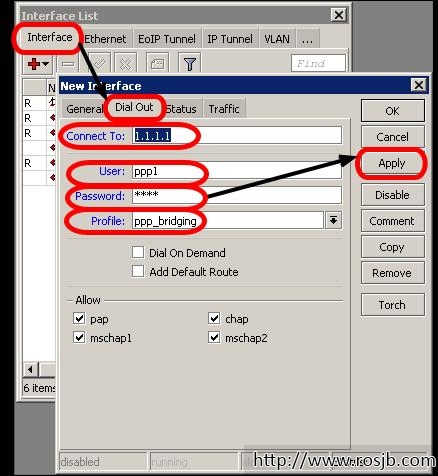 Interface List
Interface Ethernet EoIP Tunnel IP Tunnel VLAN ...
Find
R
R
R
6 items
New Interface
General Dial Out Status Traffic
Connect To: 1.1.1.1
User: ppp1
Password: ****
Profile: ppp_bridging
Dial On Demand
Add Default Route
Allow
pap chap
mschap1 mschap2
OK
Cancel
Apply
Disable
Comment
Copy
Remove
Torch
disabled running
http://www.rosjb.com